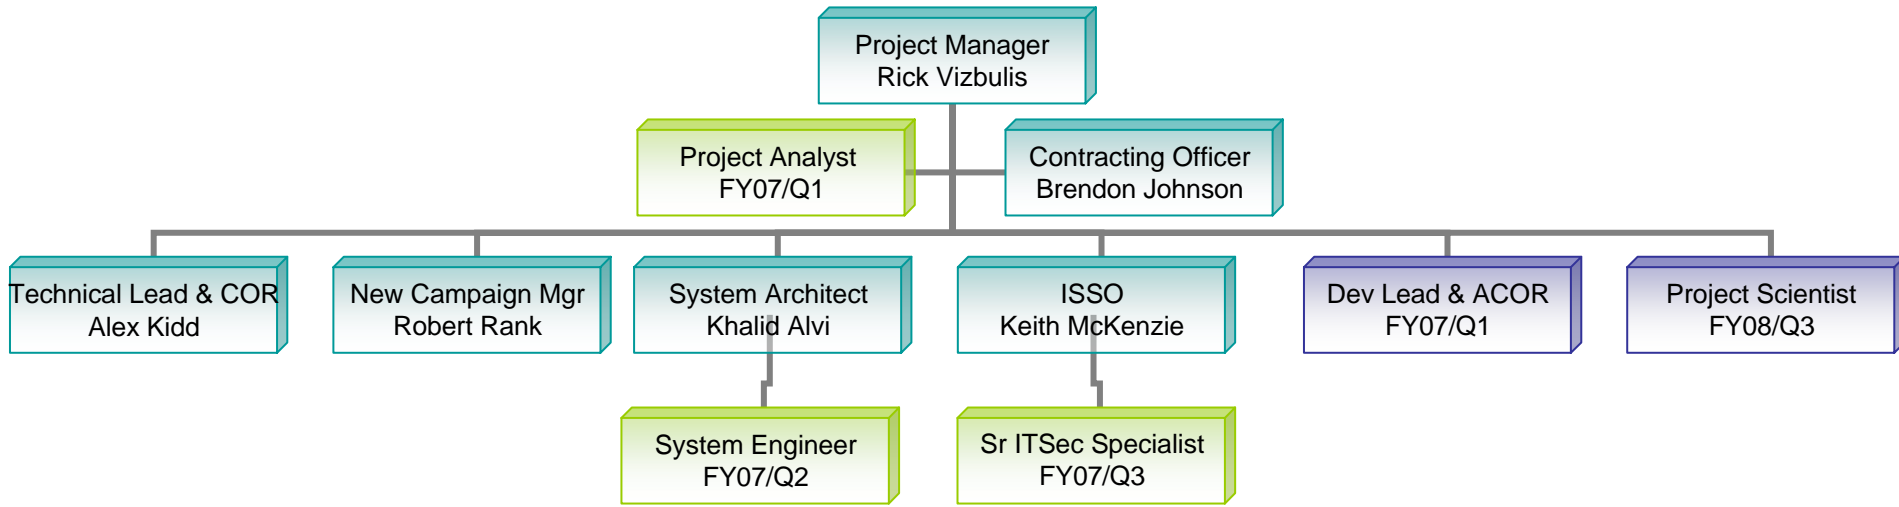 Project Manager
Rick Vizbulis
Project Analyst
FY07/Q1
Contracting Officer
Brendon Johnson
Technical Lead & COR
Alex Kidd
New Campaign Mgr
Robert Rank
System Architect
Khalid Alvi
ISSO
Keith McKenzie
Dev Lead & ACOR
FY07/Q1
Project Scientist
FY08/Q3
System Engineer
FY07/Q2
Sr ITSec Specialist
FY07/Q3